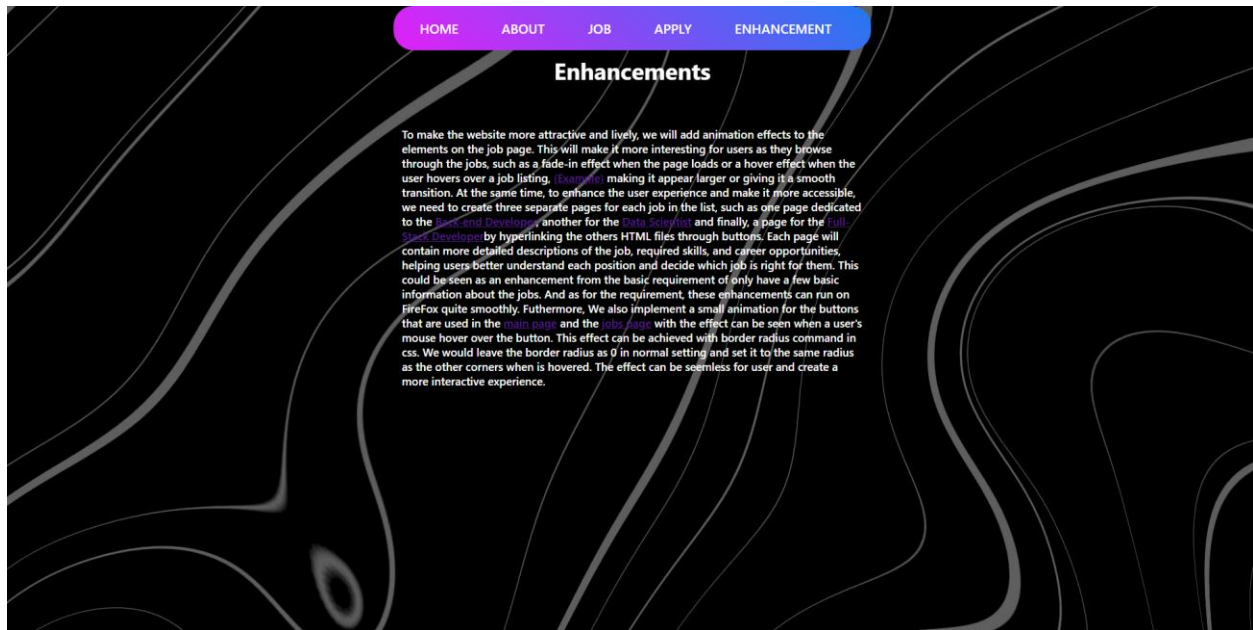 HOME ABOUT JOB APPLY ENHANCEMENT
Enhancements
To make the website more attractive and lively, we will add animation effects to the
elements on the job page. This will make it more interesting for users as they browse
through the jobs, such as a fade-in effect when the page loads or a hover effect when the
user hovers over a job listing, (Example) making it appear larger or giving it a smooth
transition. At the same time, to enhance the user experience and make it more accessible,
we need to create three separate pages for each job in the list, such as one page dedicated
to the Back-end Developer, another for the Data Scientist and finally, a page for the Full-
Stack Developerby hyperlinking the others HTML files through buttons. Each page will
contain more detailed descriptions of the job, required skills, and career opportunities,
helping users better understand each position and decide which job is right for them. This
could be seen as an enhancement from the basic requirement of only have a few basic
information about the jobs. And as for the requirement, these enhancements can run on
FireFox quite smoothly. Futhermore, We also implement a small animation for the buttons
that are used in the main page and the jobs page with the effect can be seen when a user's
mouse hover over the button. This effect can be achieved with border radius command in
css. We would leave the border radius as 0 in normal setting and set it to the same radius
as the other corners when is hovered. The effect can be seemless for user and create a
more interactive experience.